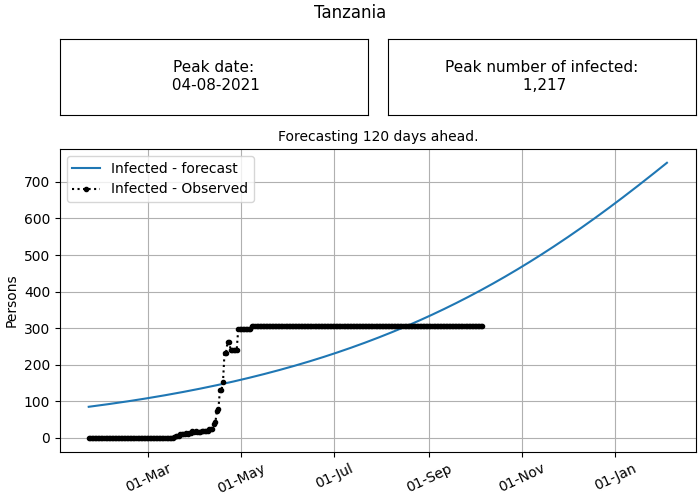 Tanzania
Peak date:
04-08-2021
Peak number of infected:
1,217
Forecasting 120 days ahead.
Infected - forecast
Infected - Observed
Persons
700
600
500
400
300
200
100
0
01-Mar
01-May
01-Jul
01-Sep
01-Nov
01-Jan